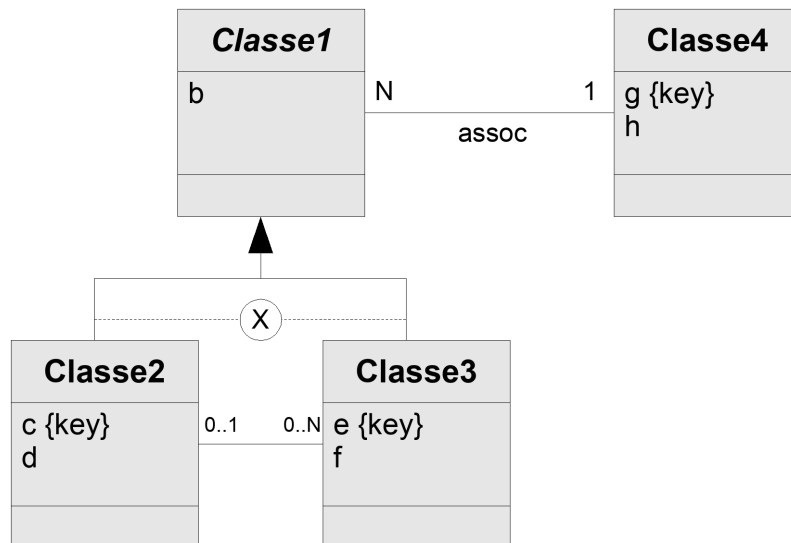 Classe1
b
N
1
assoc
Classe4
g {key}
h
X
Classe2
c {key}
d
0..1
0..N
Classe3
e {key}
f